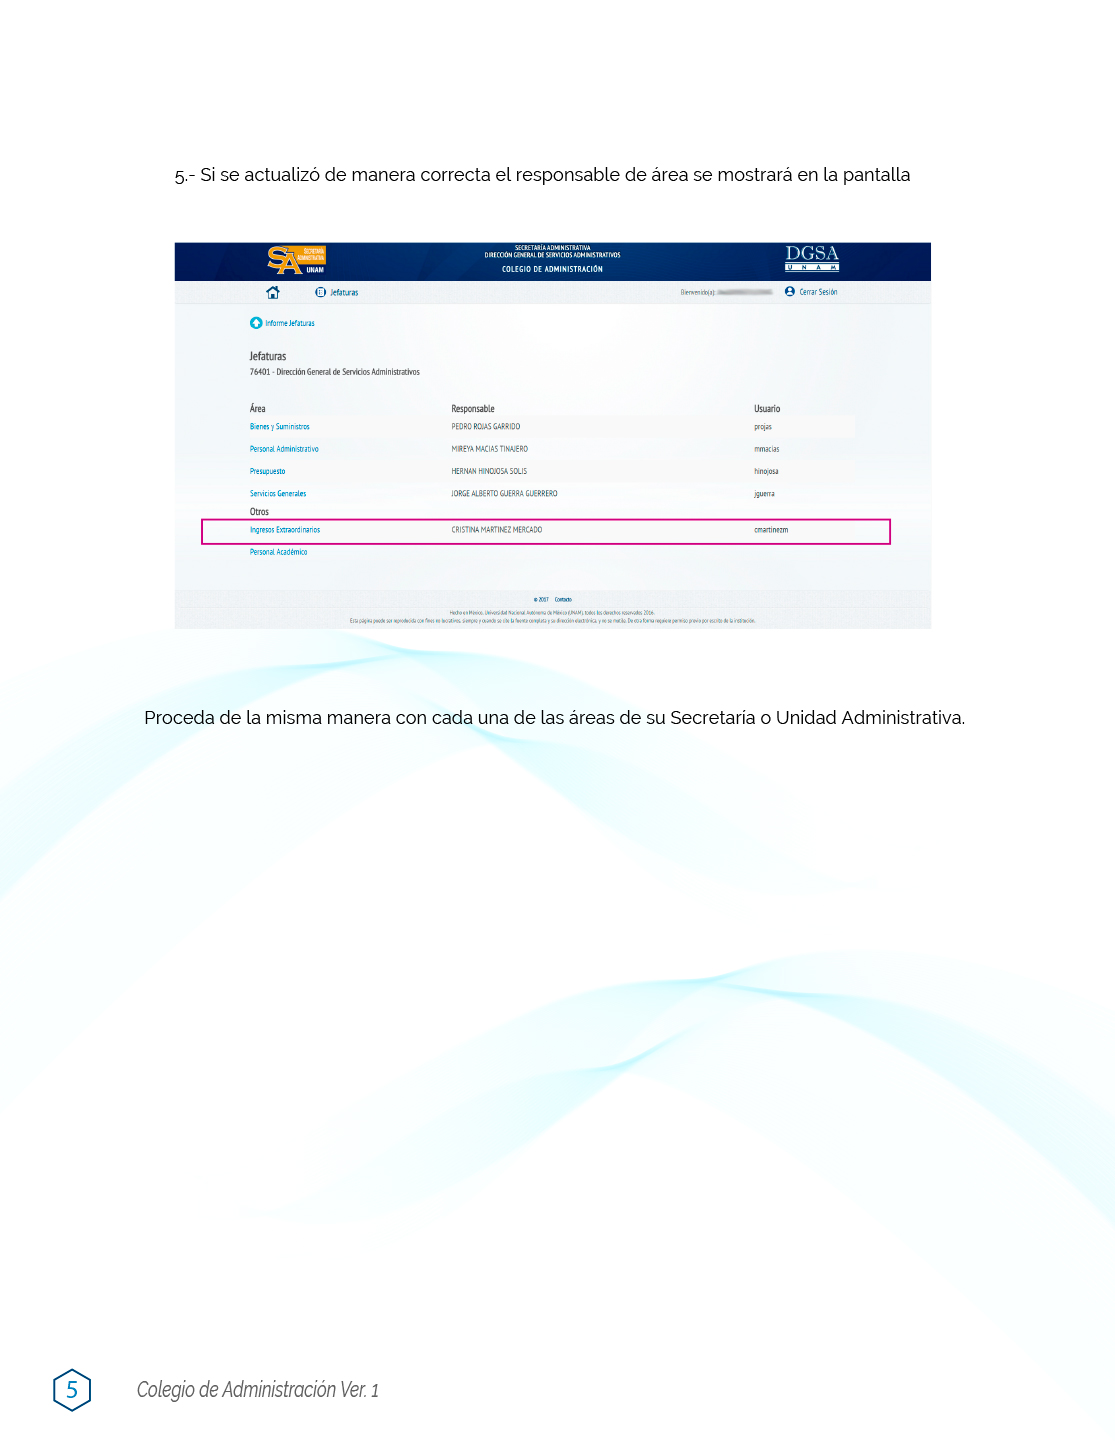 5.- Si se actualizó de manera correcta el responsable de área se mostrará en la pantalla
SA SECRETARÍA ADMINISTRATIVA UNAM
SECRETARÍA ADMINISTRATIVA
DIRECCIÓN GENERAL DE SERVICIOS ADMINISTRATIVOS
COLEGIO DE ADMINISTRACIÓN
DGSA
UNAM
Jefaturas Bienvenido(a): Cerrar Sesión
Informe Jefaturas
Jefaturas
76401 - Dirección General de Servicios Administrativos
Área Responsable Usuario
Bienes y Suministros PEDRO ROJAS GARRIDO projas
Personal Administrativo MIREYA MACIAS TINAJERO mmacias
Presupuesto HERNAN HINOJOSA SOLIS hinojosa
Servicios Generales JORGE ALBERTO GUERRA GUERRERO jguerra
Otros
Ingresos Extraordinarios CRISTINA MARTINEZ MERCADO cmartinezm
Personal Académico
© 2017 Contacto
Hecho en México, Universidad Nacional Autónoma de México (UNAM), todos los derechos reservados 2016.
Esta página puede ser reproducida con fines no lucrativos, siempre y cuando se cite la fuente completa y su dirección electrónica, y no se mutile. De otra forma requiere permiso previo por escrito de la institución.
Proceda de la misma manera con cada una de las áreas de su Secretaría o Unidad Administrativa.
5 Colegio de Administración Ver. 1